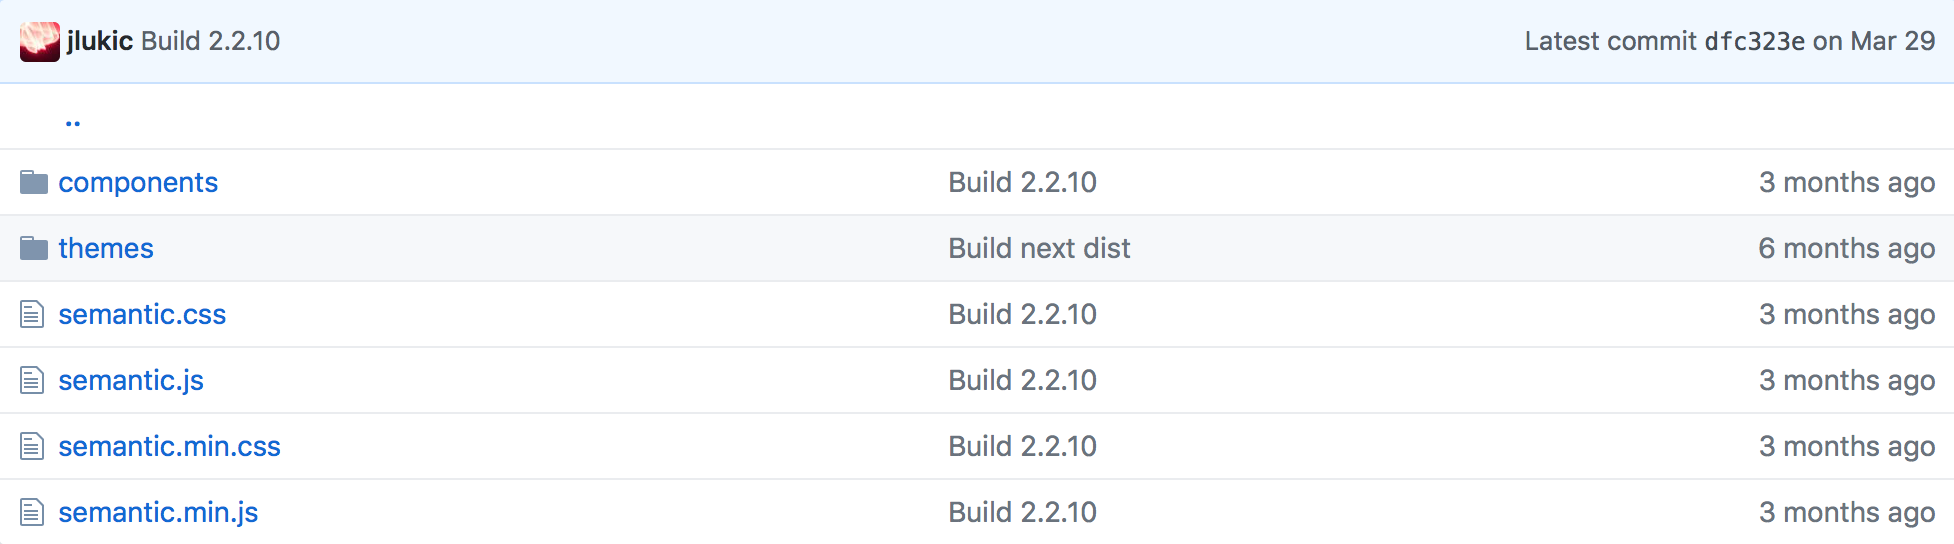 jlukic Build 2.2.10 Latest commit dfc323e on Mar 29
..
components Build 2.2.10 3 months ago
themes Build next dist 6 months ago
semantic.css Build 2.2.10 3 months ago
semantic.js Build 2.2.10 3 months ago
semantic.min.css Build 2.2.10 3 months ago
semantic.min.js Build 2.2.10 3 months ago